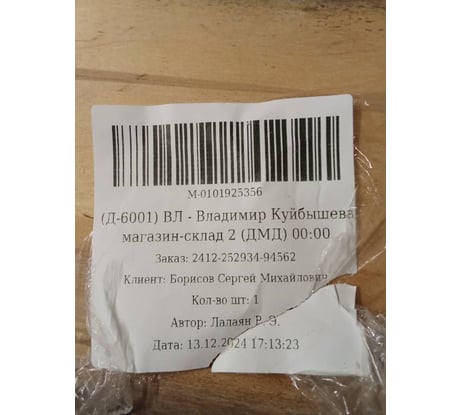 М-0101925356
(Д-6001) ВЛ - Владимир Куйбышева
магазин-склад 2 (ДМД) 00:00
Заказ: 2412-252934-94562
Клиент: Борисов Сергей Михайлович
Кол-во шт: 1
Автор: Лалаян Р. Э.
Дата: 13.12.2024 17:13:23